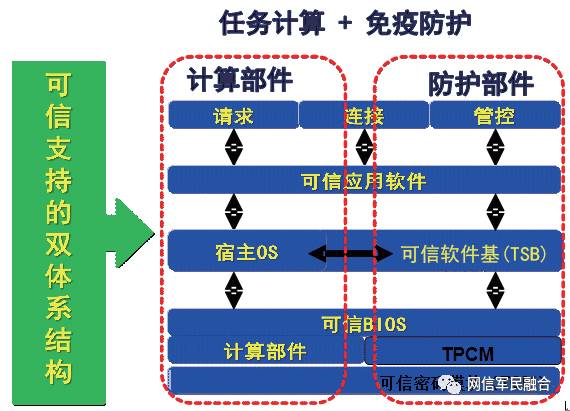 任务计算 + 免疫防护
可信支持的双体系结构
计算部件
防护部件
请求
连接
管控
可信应用软件
宿主OS
可信软件基(TSB)
可信BIOS
计算部件
TPCM
可信密
网信军民融合